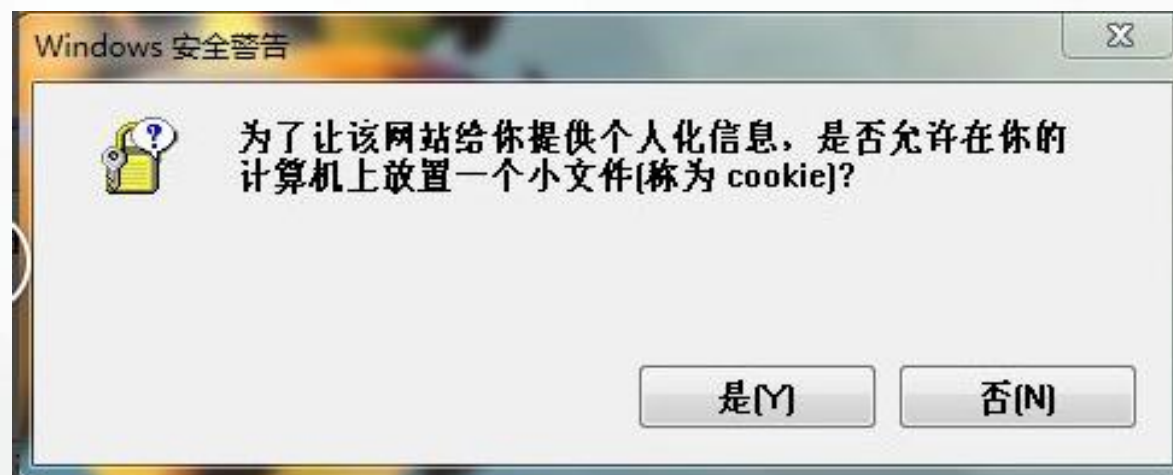 Windows 安全警告
为了让该网站给你提供个人化信息，是否允许在你的
计算机上放置一个小文件(称为 cookie)?
是(Y)
否(N)